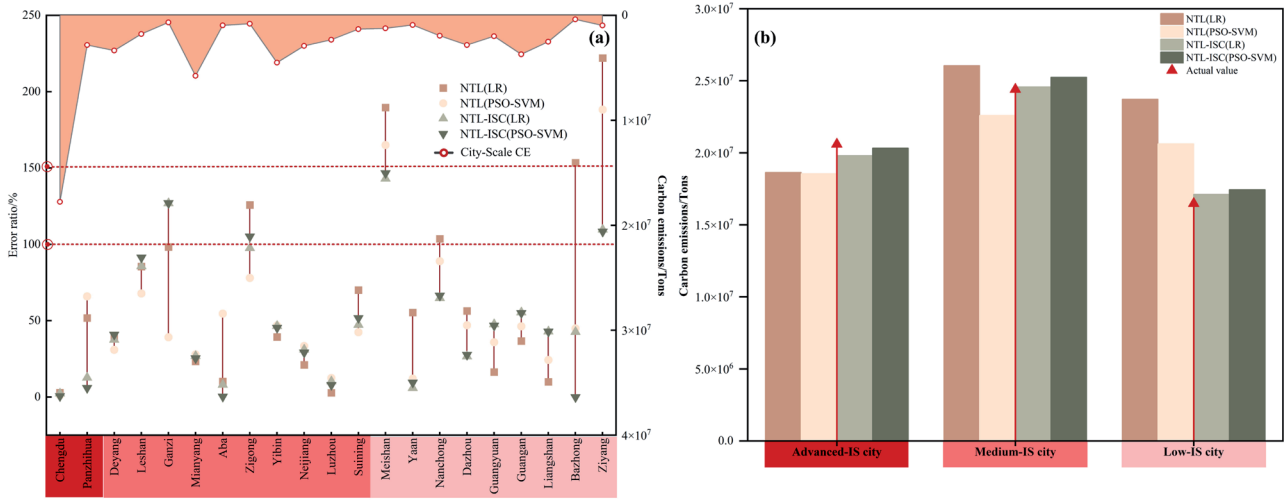 250
200
150
100
50
0
Error ratio/%
0
1×10⁷
2×10⁷
3×10⁷
4×10⁷
Carbon emissions/Tons
(a)
NTL(LR)
NTL(PSO-SVM)
NTL-ISC(LR)
NTL-ISC(PSO-SVM)
City-Scale CE
Chengdu
Panzhihua
Deyang
Leshan
Ganzi
Mianyang
Aba
Zigong
Yibin
Neijiang
Luzhou
Suining
Meishan
Yaan
Nanchong
Dazhou
Guangyuan
Guangan
Liangshan
Bazhong
Ziyang
(b)
3.0×10⁷
2.5×10⁷
2.0×10⁷
1.5×10⁷
1.0×10⁷
5.0×10⁶
0.0
Carbon emissions/Tons
NTL(LR)
NTL(PSO-SVM)
NTL-ISC(LR)
NTL-ISC(PSO-SVM)
Actual value
Advanced-IS city
Medium-IS city
Low-IS city